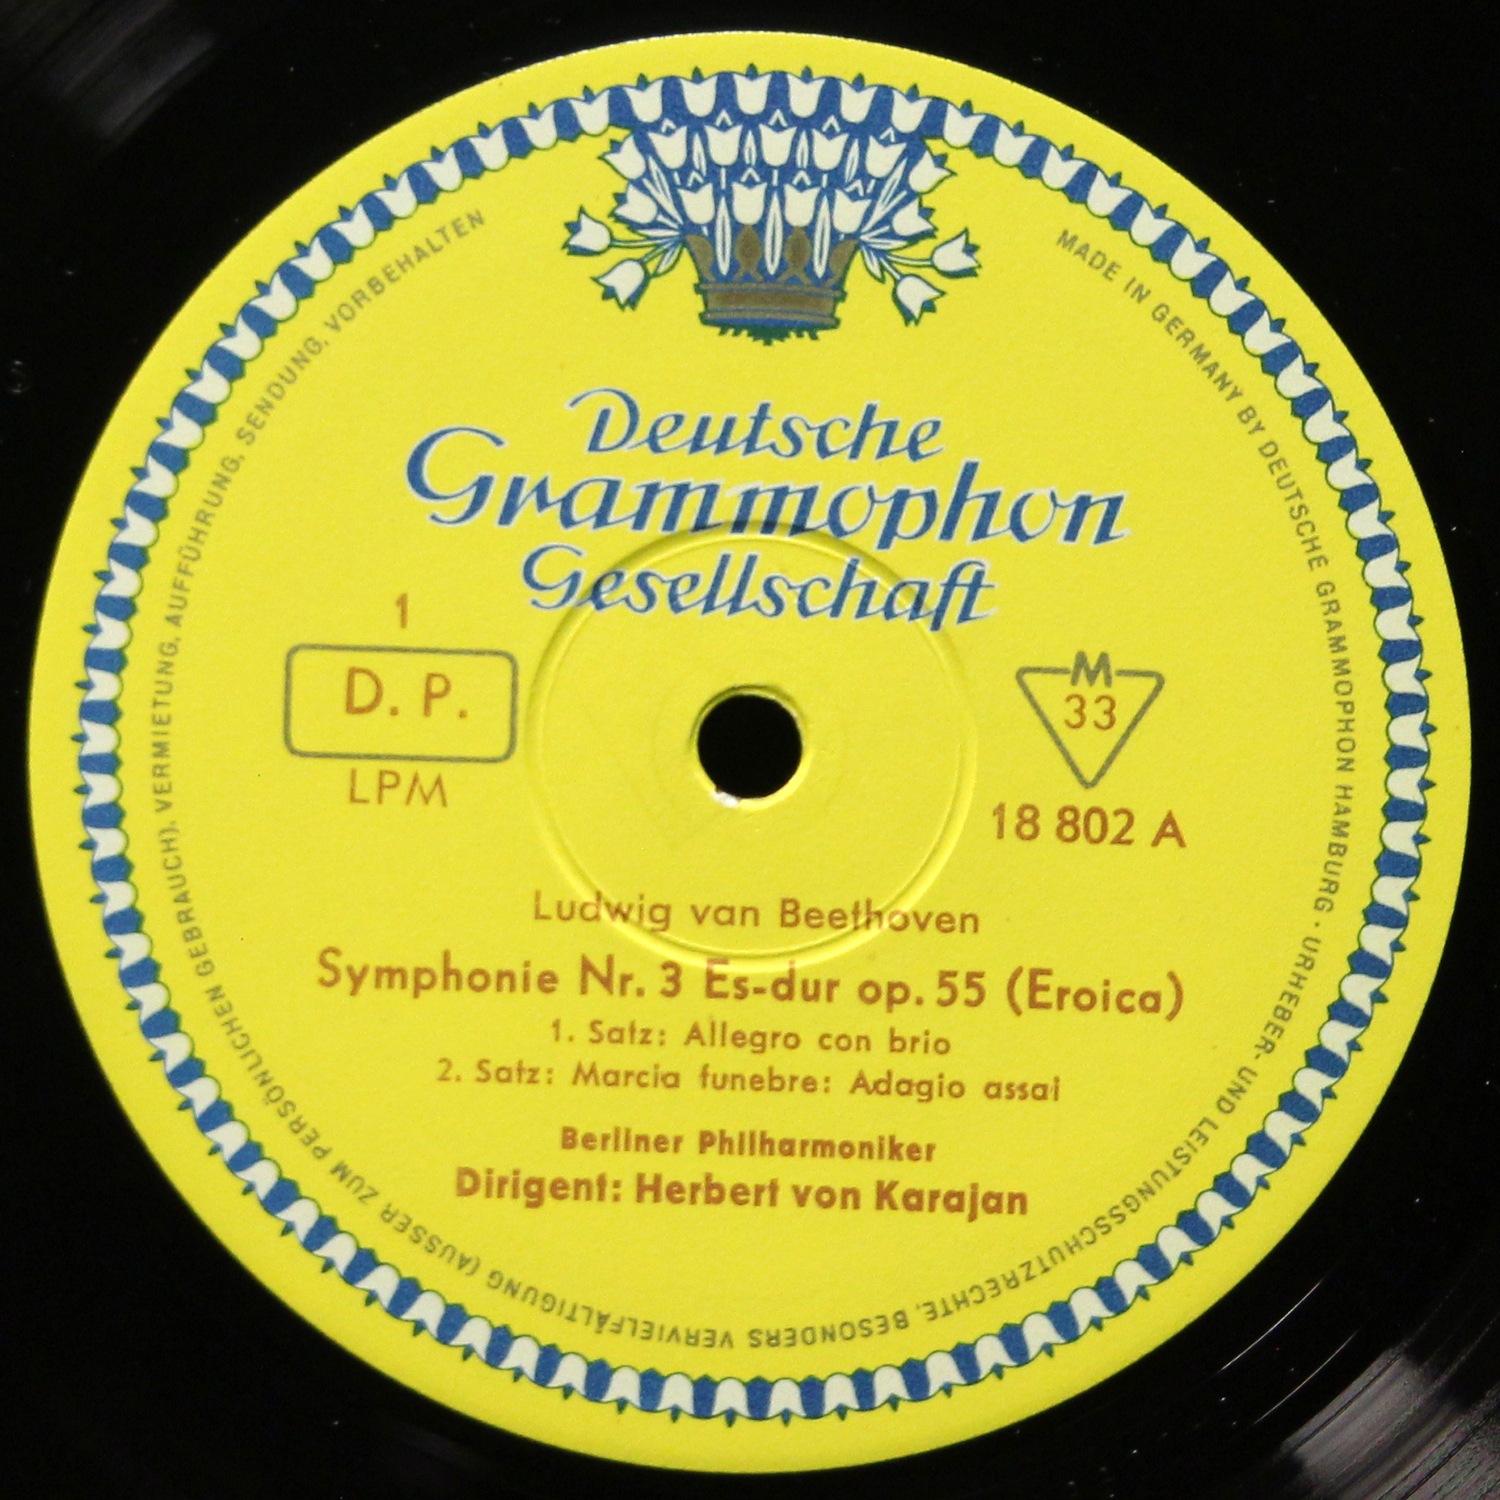 Deutsche
Grammophon
Gesellschaft
1
D. P.
LPM
M
33
18 802 A
Ludwig van Beethoven
Symphonie Nr. 3 Es-dur op. 55 (Eroica)
1. Satz: Allegro con brio
2. Satz: Marcia funebre: Adagio assai
Berliner Philharmoniker
Dirigent: Herbert von Karajan
MADE IN GERMANY BY DEUTSCHE GRAMMOPHON HAMBURG · URHEBER- UND LEISTUNGSSCHUTZRECHTE, BESONDERS VERVIELFÄLTIGUNG (AUSSER ZUM PERSÖNLICHEN GEBRAUCH), VERMIETUNG, AUFFÜHRUNG, SENDUNG, VORBEHALTEN